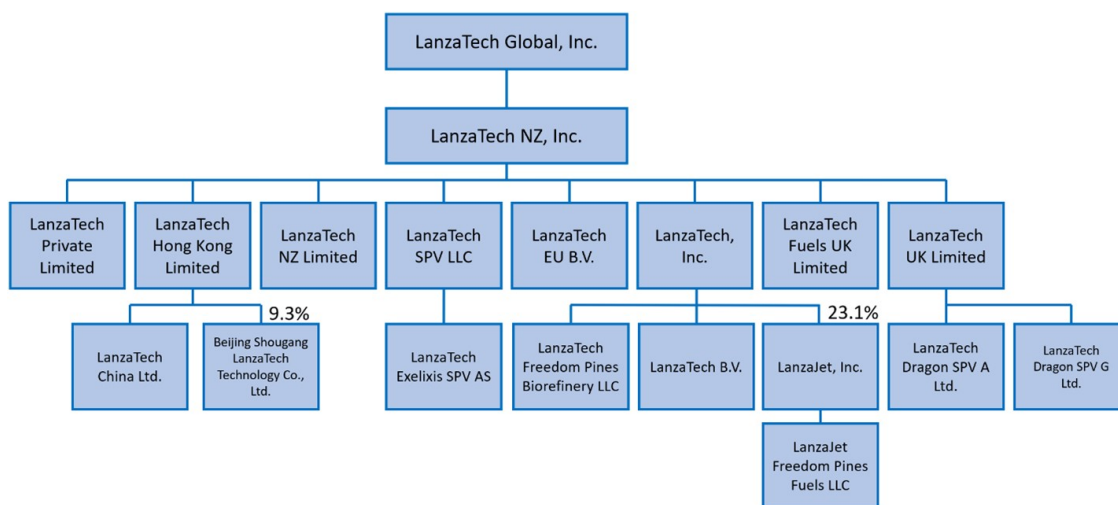 LanzaTech Global, Inc.
LanzaTech NZ, Inc.
LanzaTech
Private
Limited
LanzaTech
Hong Kong
Limited
LanzaTech
NZ Limited
LanzaTech
SPV LLC
LanzaTech
EU B.V.
LanzaTech,
Inc.
LanzaTech
Fuels UK
Limited
LanzaTech
UK Limited
9.3%
23.1%
LanzaTech
China Ltd.
Beijing Shougang
LanzaTech
Technology Co.,
Ltd.
LanzaTech
Exelixis SPV AS
LanzaTech
Freedom Pines
Biorefinery LLC
LanzaTech B.V.
LanzaJet, Inc.
LanzaTech
Dragon SPV A
Ltd.
LanzaTech
Dragon SPV G
Ltd.
LanzaJet
Freedom Pines
Fuels LLC